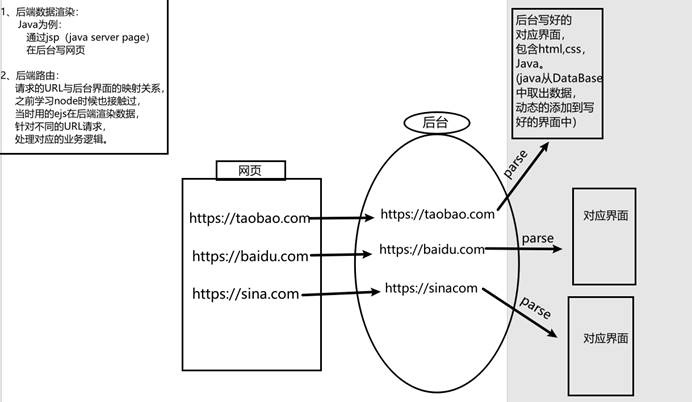 1、后端数据渲染:
Java为例:
通过jsp（java server page）
在后台写网页
2、后端路由:
请求的URL与后台界面的映射关系,
之前学习node时候也接触过,
当时用的ejs在后端渲染数据,
针对不同的URL请求,
处理对应的业务逻辑。
网页
https://taobao.com
https://baidu.com
https://sina.com
后台
https://taobao.com
https://baidu.com
https://sinacom
parse
parse
parse
后台写好的
对应界面,
包含html,css,
Java。
(java从DataBase
中取出数据,
动态的添加到写
好的界面中)
对应界面
对应界面